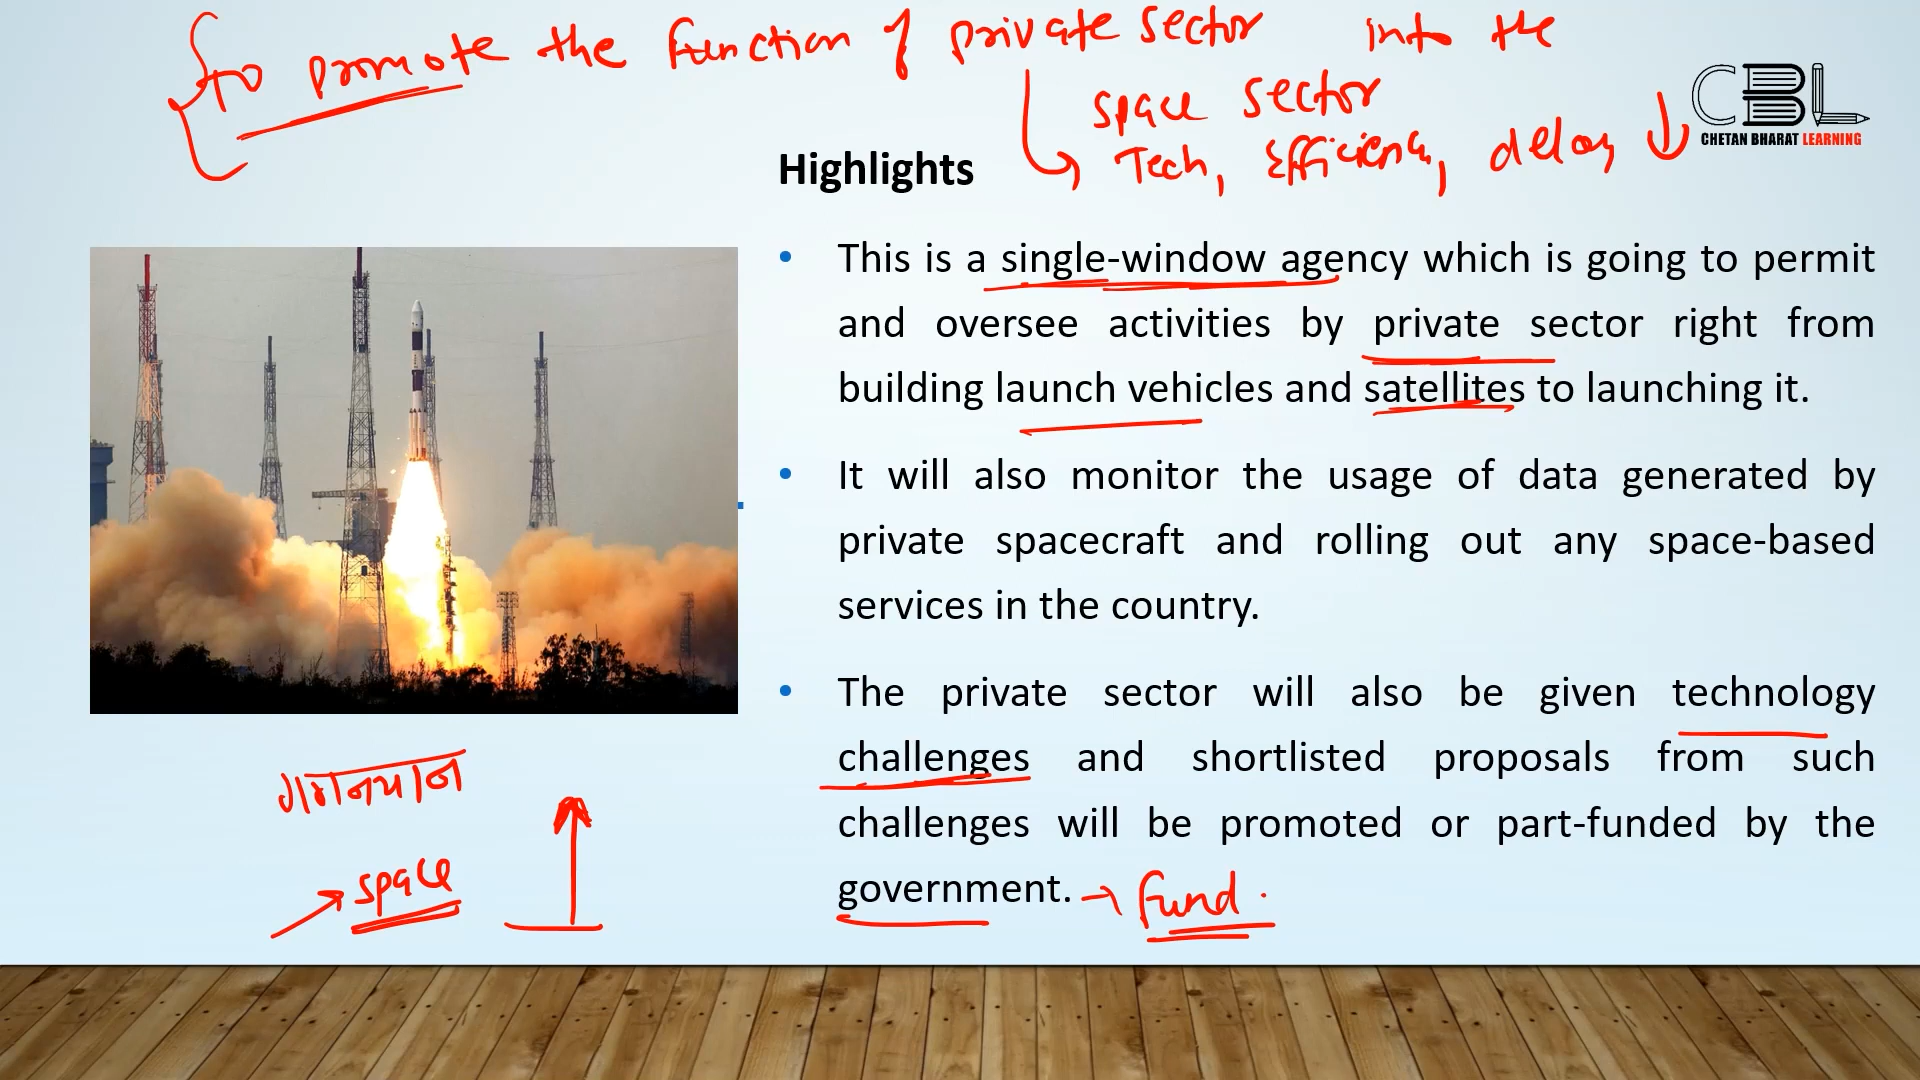 to promote the function of private sector into the
space sector
Tech, Efficiency, delay ↓
CBL
CHETAN BHARAT LEARNING
Highlights
• This is a single-window agency which is going to permit
and oversee activities by private sector right from
building launch vehicles and satellites to launching it.
• It will also monitor the usage of data generated by
private spacecraft and rolling out any space-based
services in the country.
• The private sector will also be given technology
challenges and shortlisted proposals from such
challenges will be promoted or part-funded by the
government. → Fund.
गगनयान
→ space